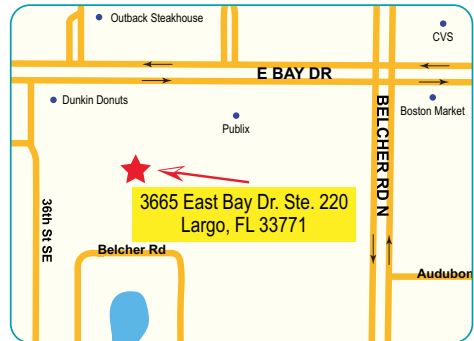 Outback Steakhouse
CVS
E BAY DR
Dunkin Donuts
Boston Market
Publix
BELCHER RD N
3665 East Bay Dr. Ste. 220
Largo, FL 33771
36th St SE
Belcher Rd
Audubon